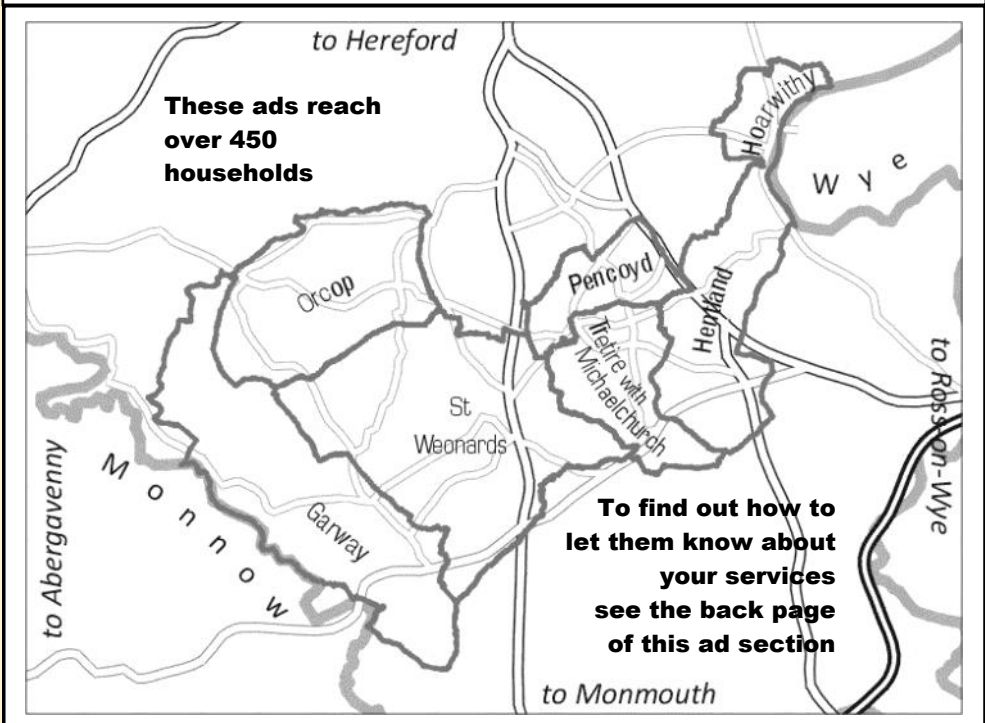 to Hereford
These ads reach
over 450
households
Hoarwithy
Wye
Orcop
Pencoyd
Hentland
Tretire with
Michaelchurch
St
Weonards
to Ross-on-Wye
to Abergavenny
Monnow
Garway
To find out how to
let them know about
your services
see the back page
of this ad section
to Monmouth